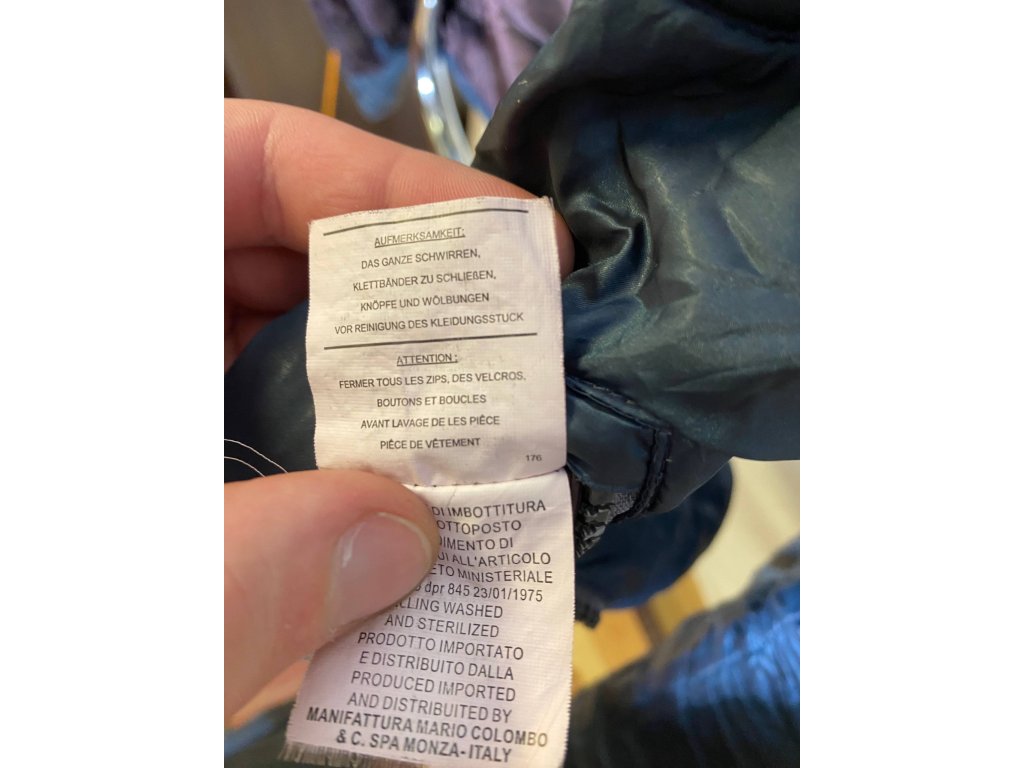 AUFMERKSAMKEIT:
DAS GANZE SCHWIRREN,
KLETTBÄNDER ZU SCHLIEßEN,
KNÖPFE UND WÖLBUNGEN
VOR REINIGUNG DES KLEIDUNGSSTUCK
ATTENTION :
FERMER TOUS LES ZIPS, DES VELCROS,
BOUTONS ET BOUCLES
AVANT LAVAGE DE LES PIÈCE
PIÈCE DE VÊTEMENT
176
DI IMBOTTITURA
OTTOPOSTO
DIMENTO DI
ALL'ARTICOLO
ETO MINISTERIALE
dpr 845 23/01/1975
LLING WASHED
AND STERILIZED
PRODOTTO IMPORTATO
E DISTRIBUITO DALLA
PRODUCED IMPORTED
AND DISTRIBUTED BY
MANIFATTURA MARIO COLOMBO
& C. SPA MONZA-ITALY